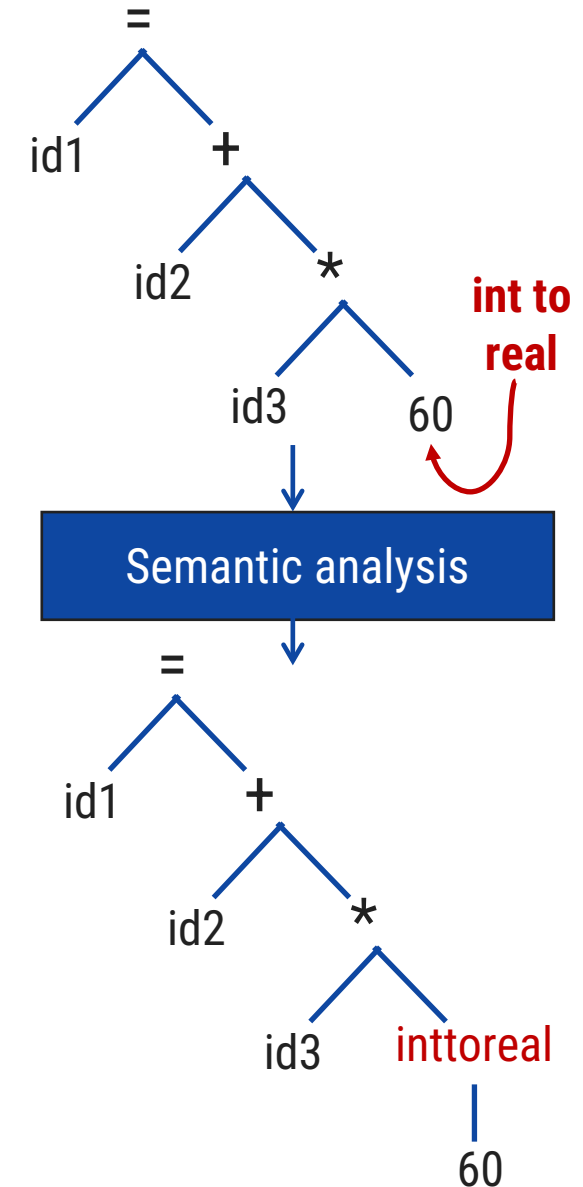 =
id1
+
id2
*
int to
real
id3
60
Semantic analysis
=
id1
+
id2
*
id3
inttoreal
60